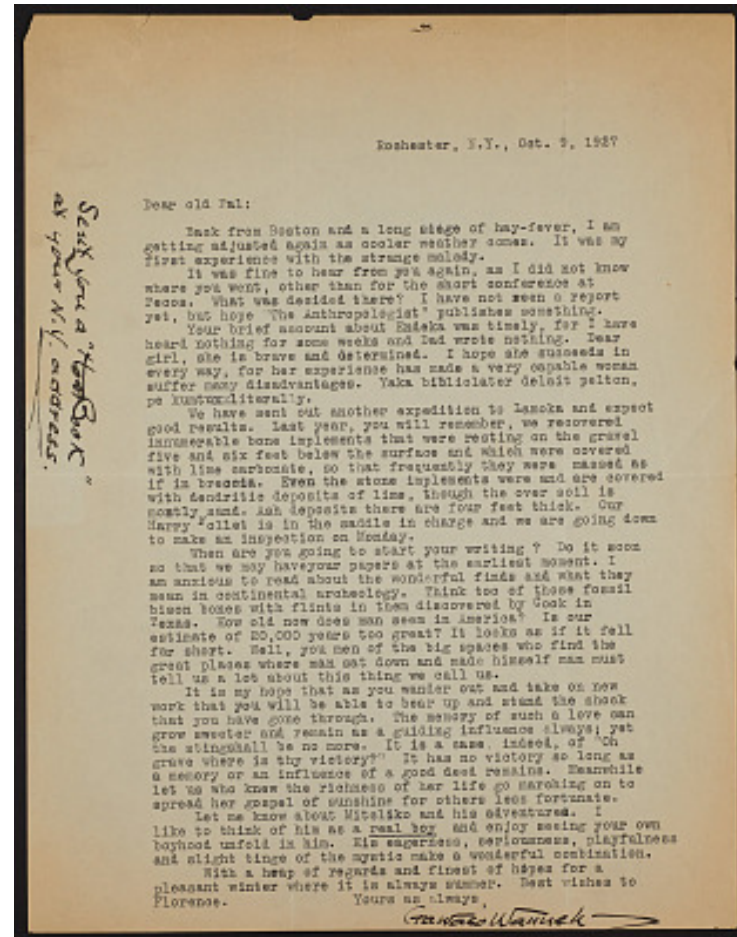 Rochester, N.Y., Oct. 9, 1927
Dear old Pal:
Back from Boston and a long siege of hay-fever, I am
getting adjusted again as cooler weather comes. It was my
first experience with the strange malody.
It was fine to hear from you again, as I did not know
where you went, other than for the short conference at
Pecos. What was decided there? I have not seen a report
yet, but hope "The Anthropologist" publishes something.
Your brief account about Endeka was timely, for I have
heard nothing for some weeks and Dad wrote nothing. Dear
girl, she is brave and determined. I hope she succeeds in
every way, for her experience has made a very capable woman
suffer many disadvantages. Yaka
literally.
We have sent out another expedition to Lamoka and expect
good results. Last year, you will remember, we recovered
innumerable bone implements that were resting on the gravel
five and six feet below the surface and which were covered
with lime carbonate, so that frequently they were massed as
if in breccia. Even the stone implements were and are covered
with dendritic deposits of lime, though the over soil is
mostly sand. Ash deposits there are four feet thick. Our
Harry is in the saddle in charge and we are going down
to make an inspection on Monday.
When are you going to start your writing ? Do it soon
so that we may haveyour papers at the earliest moment. I
am anxious to read about the wonderful finds and what they
mean in continental archeology. Think too of those fossil
bison bones with flints in them discovered by Cook in
Texas. How old now does man seem in America? Is our
estimate of 20,000 years too great? It looks as if it fell
far short. Well, you men of the big spaces who find the
great places where man sat down and made himself man must
tell us a lot about this thing we call us.
It is my hope that as you wander out and take on new
work that you will be able to bear up and stand the shock
that you have gone through. The memory of such a love can
grow sweeter and remain as a guiding influence always; yet
the stingshall be no more. It is a case, indeed, of "Oh
grave where is thy victory?" It has no victory so long as
a memory or an influence of a good deed remains. Meanwhile
let us who knew the richness of her life go marching on to
spread her gospel of sunshine for others less fortunate.
Let me know about Miteliko and his adventures. I
like to think of him as a real boy and enjoy seeing your own
boyhood unfold in him. His eagerness, seriousness, playfulness
and slight tinge of the mystic make a wonderful combination.
With a heap of regards and finest of hopes for a
pleasant winter where it is always summer. Best wishes to
Florence. Yours as always,
Sent you a "
at your N.Y. address.